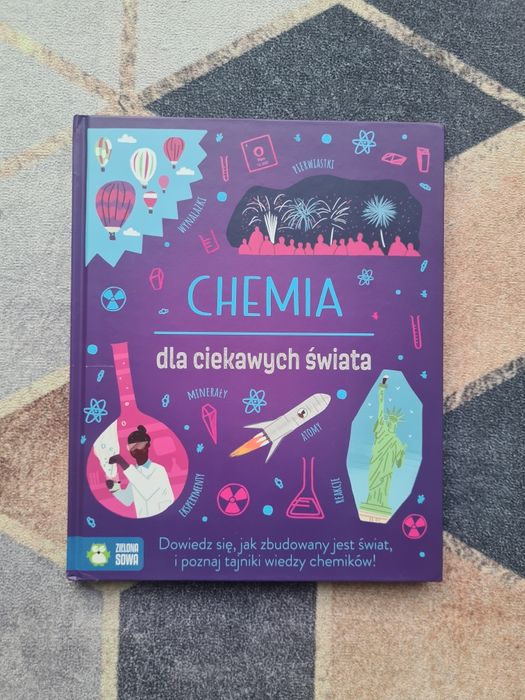 WYNALAZKI
PIERWIASTKI
CHEMIA
dla ciekawych świata
MINERAŁY
ATOMY
EKSPERYMENTY
REAKCJE
ZIELONA
SOWA
Dowiedz się, jak zbudowany jest świat,
i poznaj tajniki wiedzy chemików!